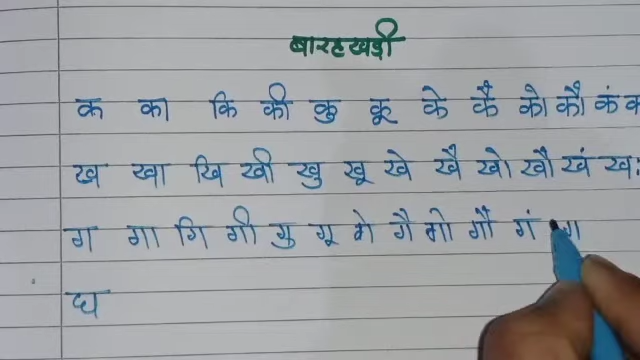 बारहखडी
क का कि की कु कू के कै को कौ कं क
ख खा खि खी खु खू खे खै खो खौ खं खः
ग गा गि गी गु गू गे गै गो गौ गं ग
घ